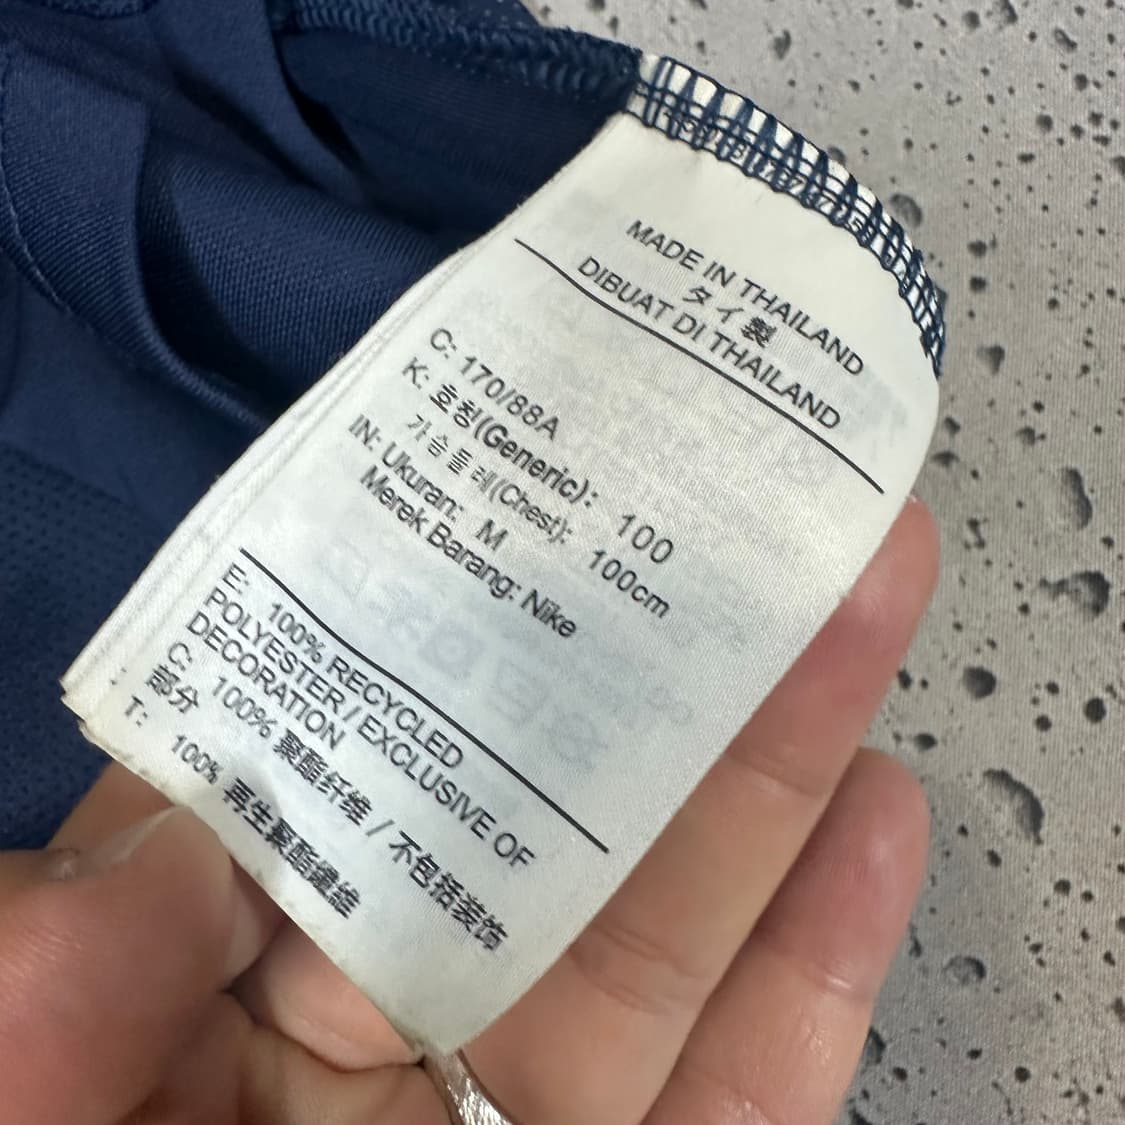 MADE IN THAILAND
タイ製
DIBUAT DI THAILAND
C: 170/88A
K: 호칭(Generic): 100
가슴둘레(Chest): 100cm
IN: Ukuran: M
Merek Barang: Nike
E: 100% RECYCLED
POLYESTER / EXCLUSIVE OF
DECORATION
C: 100% 聚酯纤维 / 不包括装饰
部分
T: 100% 再生聚酯纖維